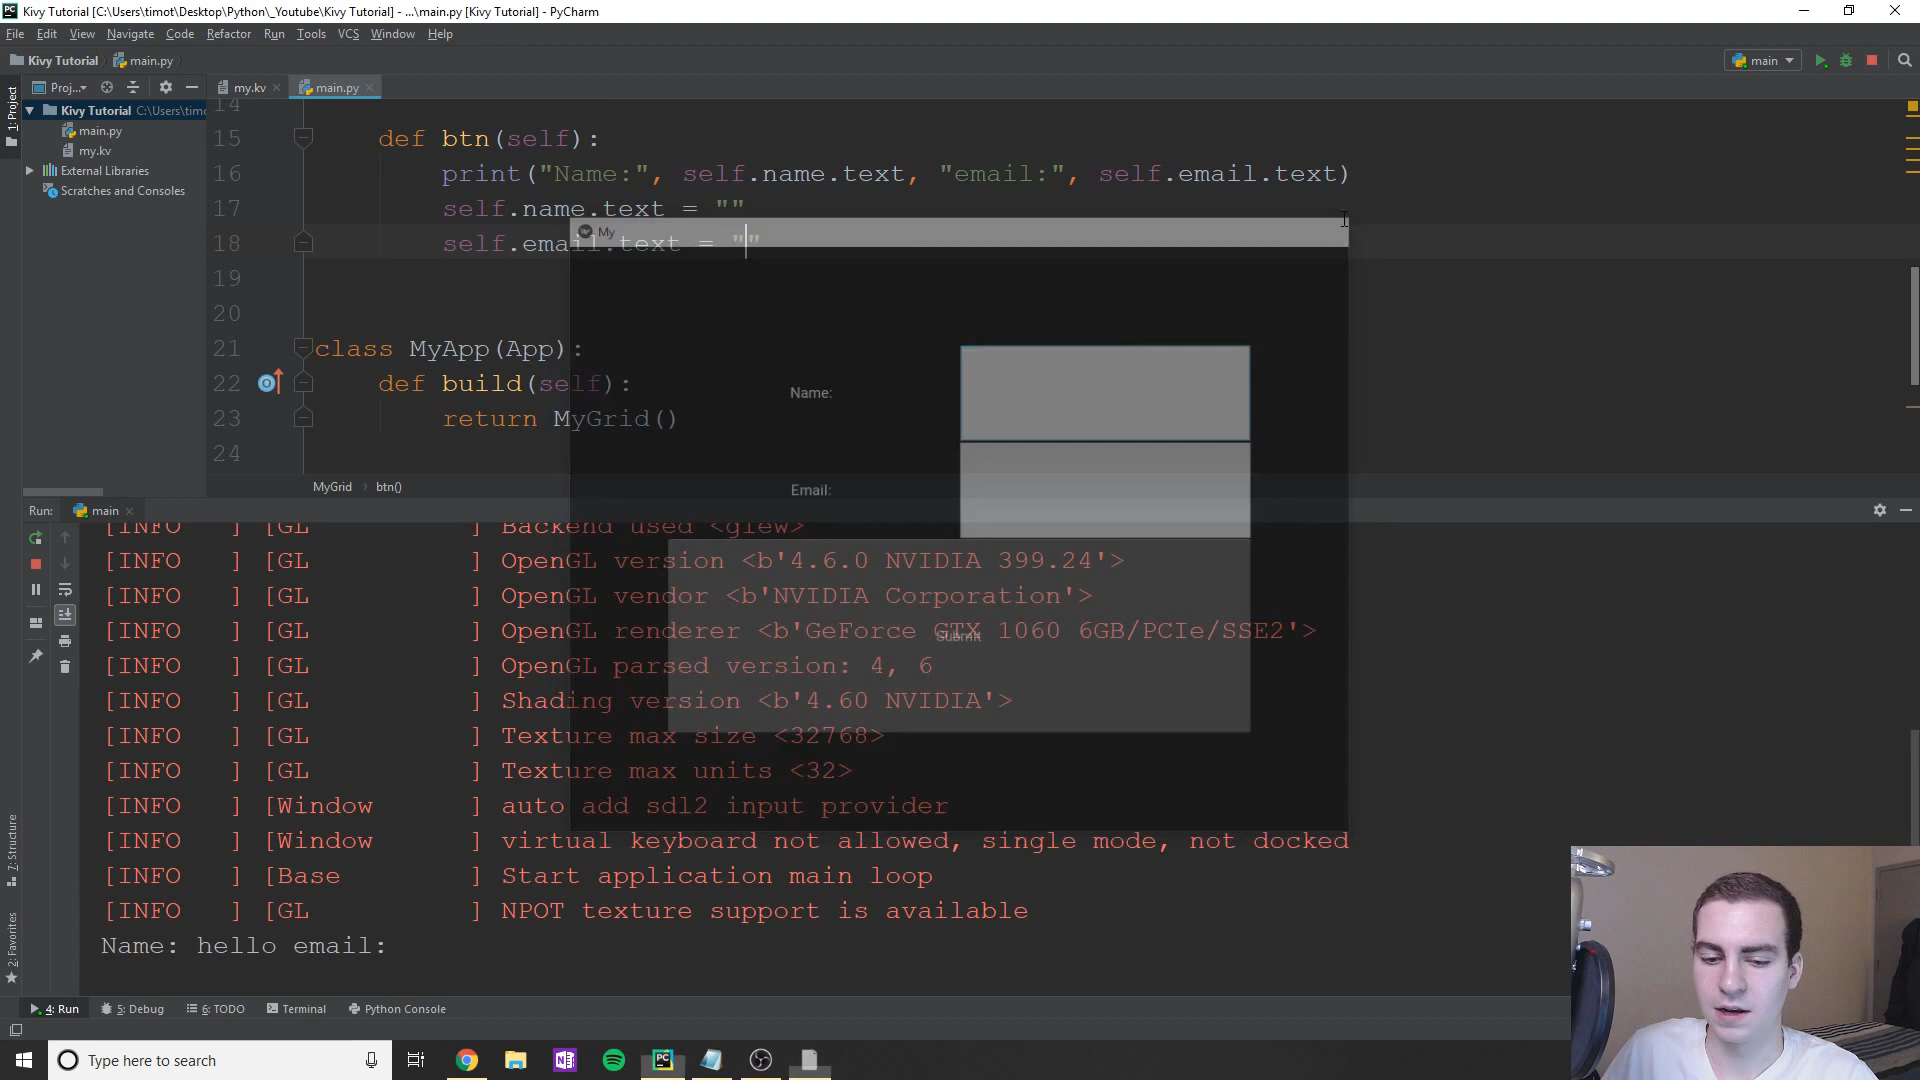 Kivy Tutorial [C:\Users\timot\Desktop\Python\_Youtube\Kivy Tutorial] - ...\main.py [Kivy Tutorial] - PyCharm
File Edit View Navigate Code Refactor Run Tools VCS Window Help
Kivy Tutorial main.py main
1: Project
Proj... my.kv main.py
Kivy Tutorial C:\Users\timo
main.py
my.kv
External Libraries
Scratches and Consoles
14
15 def btn(self):
16 print("Name:", self.name.text, "email:", self.email.text)
17 self.name.text = ""
18 self.email.text = ""
19
20
21 class MyApp(App):
22 def build(self):
23 return MyGrid()
24
MyGrid btn()
My
Name:
Email:
Submit
Run: main
[INFO ] [GL ] Backend used <glew>
[INFO ] [GL ] OpenGL version <b'4.6.0 NVIDIA 399.24'>
[INFO ] [GL ] OpenGL vendor <b'NVIDIA Corporation'>
[INFO ] [GL ] OpenGL renderer <b'GeForce GTX 1060 6GB/PCIe/SSE2'>
[INFO ] [GL ] OpenGL parsed version: 4, 6
[INFO ] [GL ] Shading version <b'4.60 NVIDIA'>
[INFO ] [GL ] Texture max size <32768>
[INFO ] [GL ] Texture max units <32>
[INFO ] [Window ] auto add sdl2 input provider
[INFO ] [Window ] virtual keyboard not allowed, single mode, not docked
[INFO ] [Base ] Start application main loop
[INFO ] [GL ] NPOT texture support is available
Name: hello email:
7: Structure
2: Favorites
4: Run 5: Debug 6: TODO Terminal Python Console
Type here to search